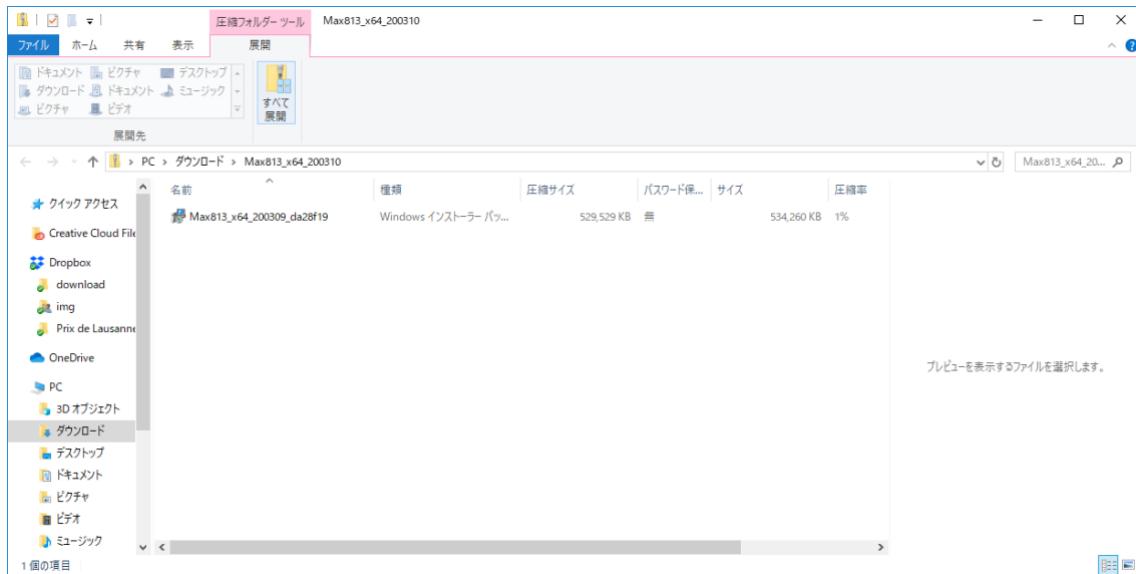 圧縮フォルダー ツール Max813_x64_200310
ファイル ホーム 共有 表示 展開
ドキュメント ピクチャ デスクトップ
ダウンロード ドキュメント ミュージック
ピクチャ ビデオ
すべて
展開
展開先
PC › ダウンロード › Max813_x64_200310
Max813_x64_20...
名前 種類 圧縮サイズ パスワード保... サイズ 圧縮率
Max813_x64_200309_da28f19 Windows インストーラー パッ... 529,529 KB 無 534,260 KB 1%
クイック アクセス
Creative Cloud File
Dropbox
download
img
Prix de Lausanne
OneDrive
PC
3D オブジェクト
ダウンロード
デスクトップ
ドキュメント
ピクチャ
ビデオ
ミュージック
プレビューを表示するファイルを選択します。
1 個の項目